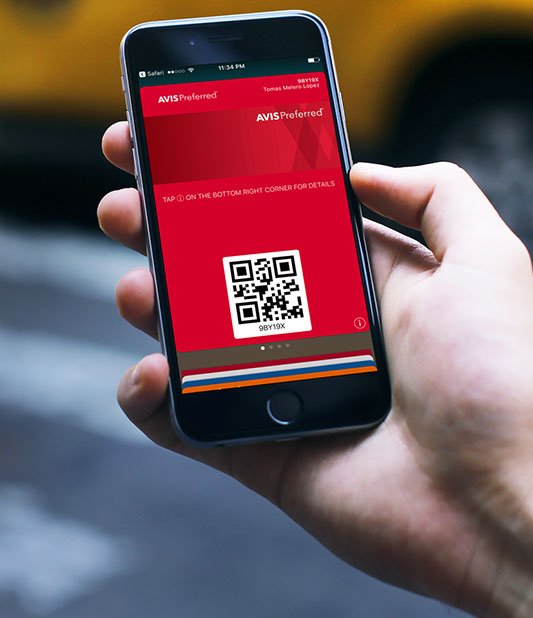 Safari 11:34 PM
AVIS Preferred
9BY19X
Tomas Melero Lopez
AVIS Preferred
TAP ⓘ ON THE BOTTOM RIGHT CORNER FOR DETAILS
9BY19X